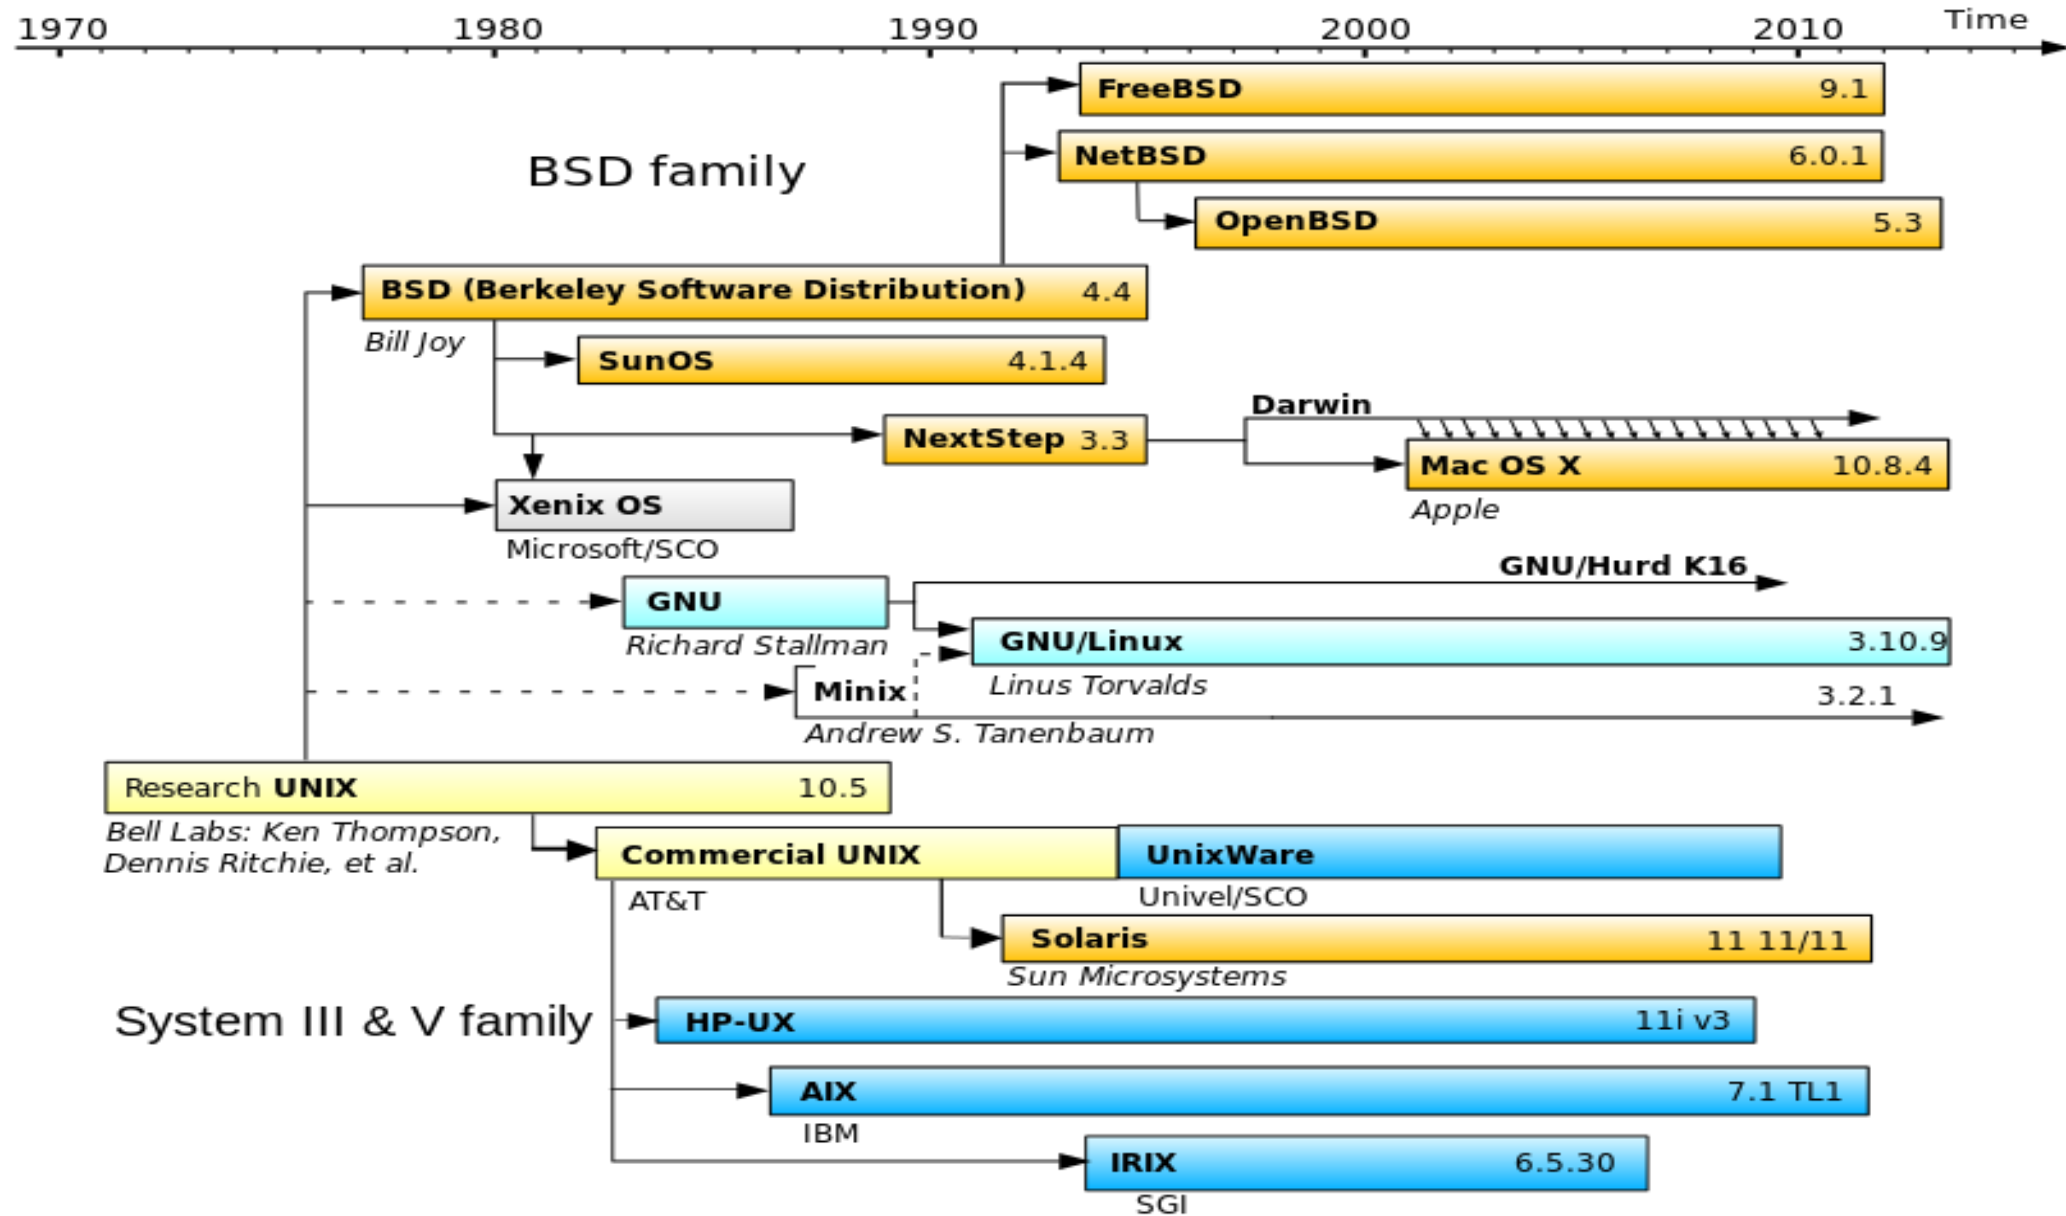 1970 1980 1990 2000 2010 Time
FreeBSD 9.1
NetBSD 6.0.1
BSD family
OpenBSD 5.3
BSD (Berkeley Software Distribution) 4.4
Bill Joy
SunOS 4.1.4
Darwin
NextStep 3.3
Mac OS X 10.8.4
Apple
Xenix OS
Microsoft/SCO
GNU/Hurd K16
GNU
Richard Stallman
GNU/Linux 3.10.9
Linus Torvalds
Minix 3.2.1
Andrew S. Tanenbaum
Research UNIX 10.5
Bell Labs: Ken Thompson,
Dennis Ritchie, et al.
Commercial UNIX
AT&T
UnixWare
Univel/SCO
Solaris 11 11/11
Sun Microsystems
System III & V family
HP-UX 11i v3
AIX 7.1 TL1
IBM
IRIX 6.5.30
SGI